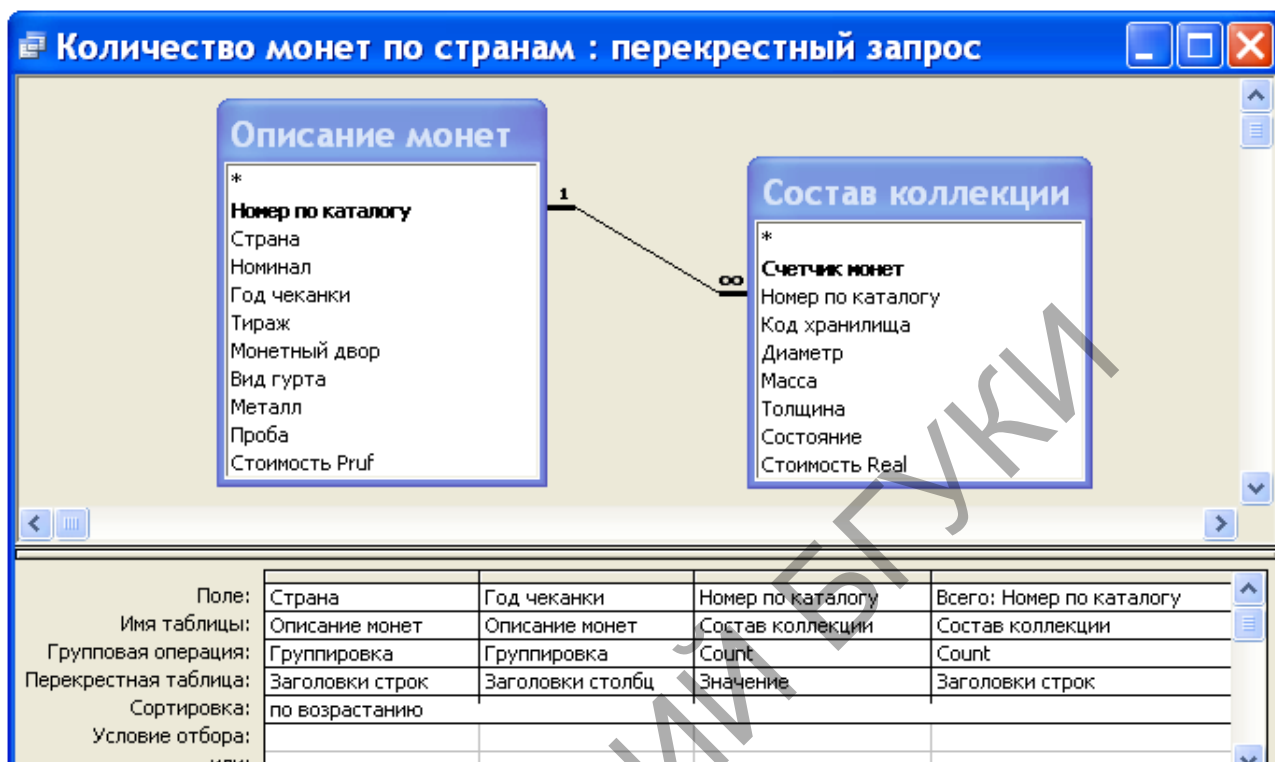 Количество монет по странам : перекрестный запрос
Описание монет
*
Номер по каталогу
Страна
Номинал
Год чеканки
Тираж
Монетный двор
Вид гурта
Металл
Проба
Стоимость Pruf
1
∞
Состав коллекции
*
Счетчик монет
Номер по каталогу
Код хранилища
Диаметр
Масса
Толщина
Состояние
Стоимость Real
Поле: Страна Год чеканки Номер по каталогу Всего: Номер по каталогу
Имя таблицы: Описание монет Описание монет Состав коллекции Состав коллекции
Групповая операция: Группировка Группировка Count Count
Перекрестная таблица: Заголовки строк Заголовки столбц Значение Заголовки строк
Сортировка: по возрастанию
Условие отбора:
или:
ИЙ БГУКИ